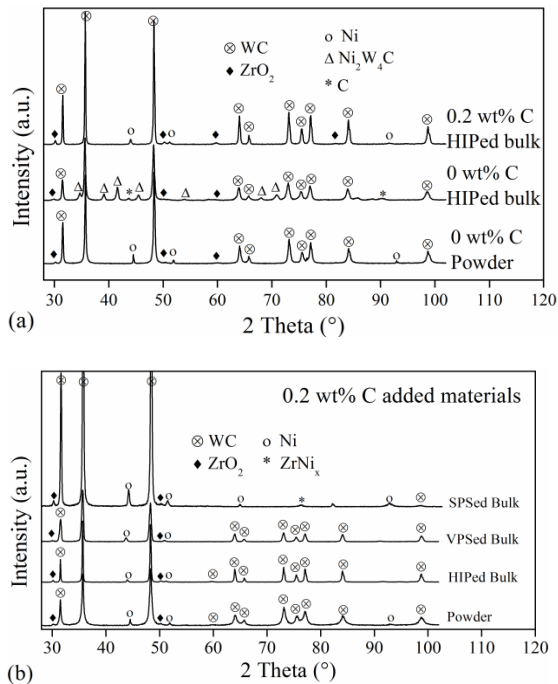 ⊗ WC
◆ ZrO₂
o Ni
Δ Ni₂W₄C
* C
0.2 wt% C
HIPed bulk
0 wt% C
HIPed bulk
0 wt% C
Powder
Intensity (a.u.)
30 40 50 60 70 80 90 100 110 120
2 Theta (°)
(a)
0.2 wt% C added materials
⊗ WC
◆ ZrO₂
o Ni
* ZrNiₓ
SPSed Bulk
VPSed Bulk
HIPed Bulk
Powder
Intensity (a.u.)
30 40 50 60 70 80 90 100 110 120
2 Theta (°)
(b)